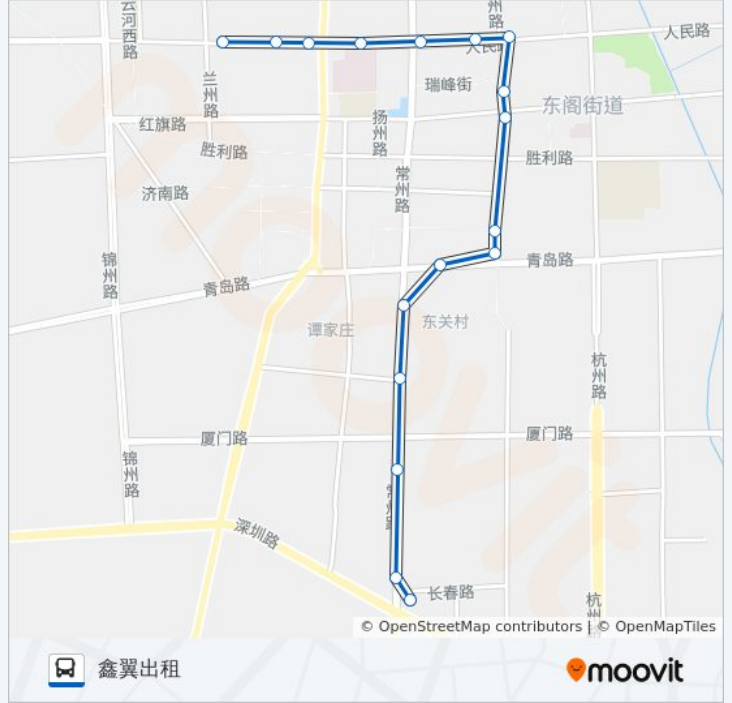 云河西路
州路
人民路
人民
兰州路
瑞峰街
东阁街道
红旗路
扬州路
胜利路
胜利路
常州路
济南路
锦州路
青岛路
青岛路
谭家庄
东关村
杭州路
厦门路
厦门路
锦州路
深圳路
长春路
杭州
© OpenStreetMap contributors | © OpenMapTiles
鑫翼出租
moovit